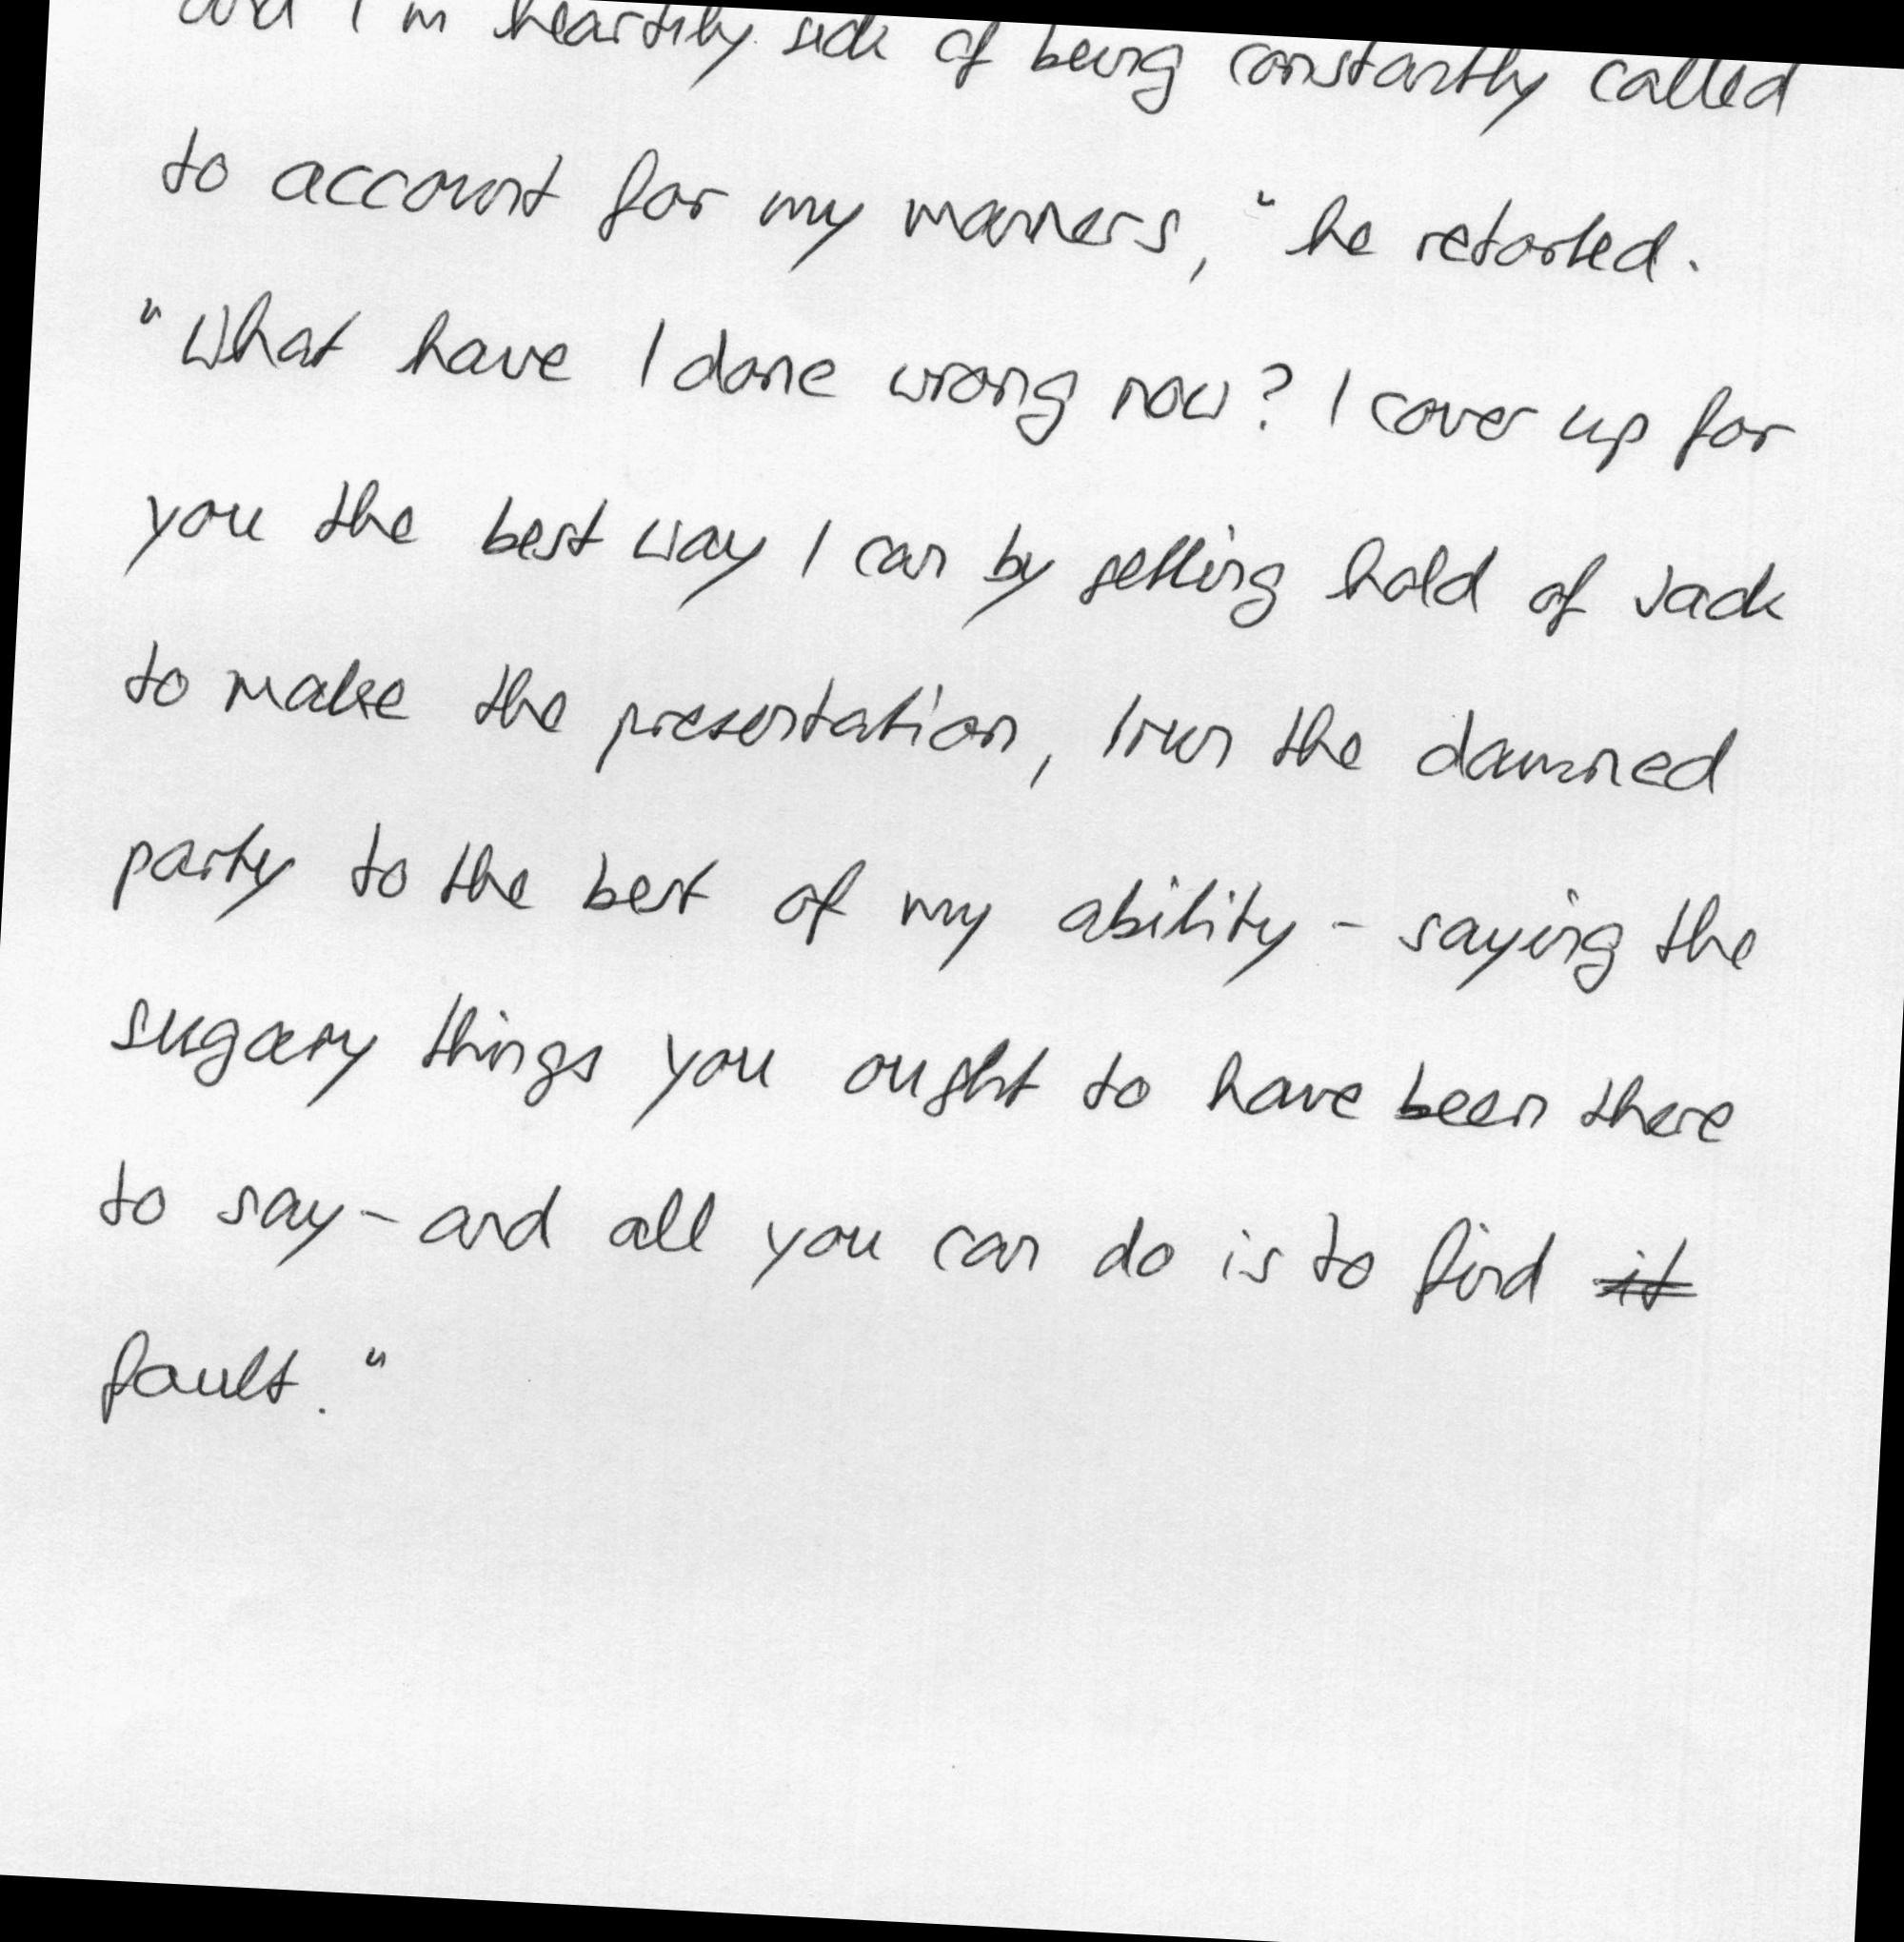 and I'm heartily sick of being constantly called
to account for my manners," he retorted.
"What have I done wrong now? I cover up for
you the best way I can by getting hold of Jack
to make the presentation, I run the damned
party to the best of my ability - saying the
sugary things you ought to have been there
to say - and all you can do is to find it
fault."